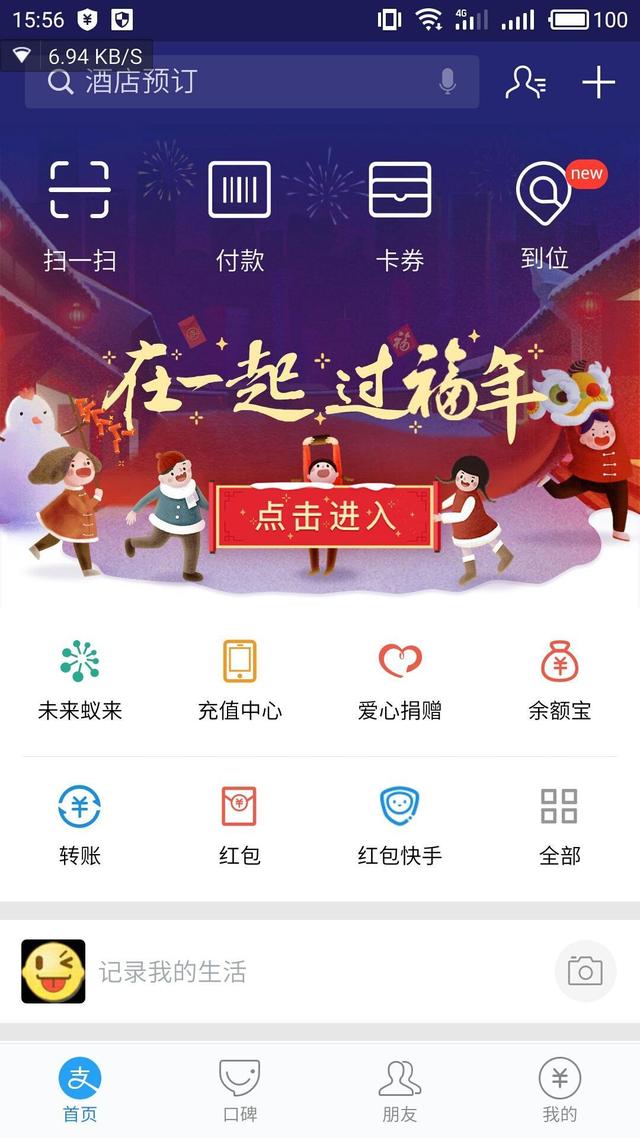 15:56
4G
100
6.94 KB/S
酒店预订
new
扫一扫
付款
卡券
到位
福
在一起 过福年
点击进入
未来蚁来
充值中心
爱心捐赠
余额宝
转账
红包
红包快手
全部
记录我的生活
支
首页
口碑
朋友
我的